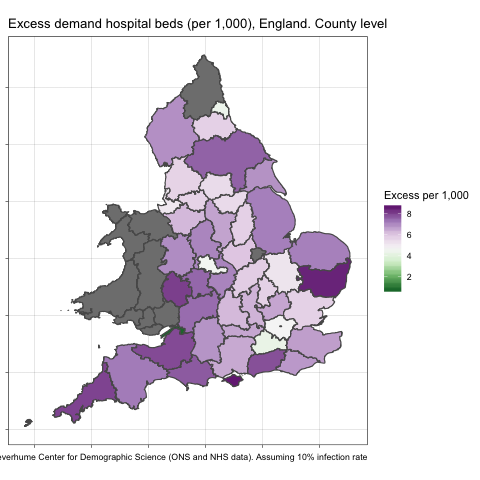 Excess demand hospital beds (per 1,000), England. County level
Excess per 1,000
8
6
4
2
Center for Demographic Science (ONS and NHS data). Assuming 10% infection rate